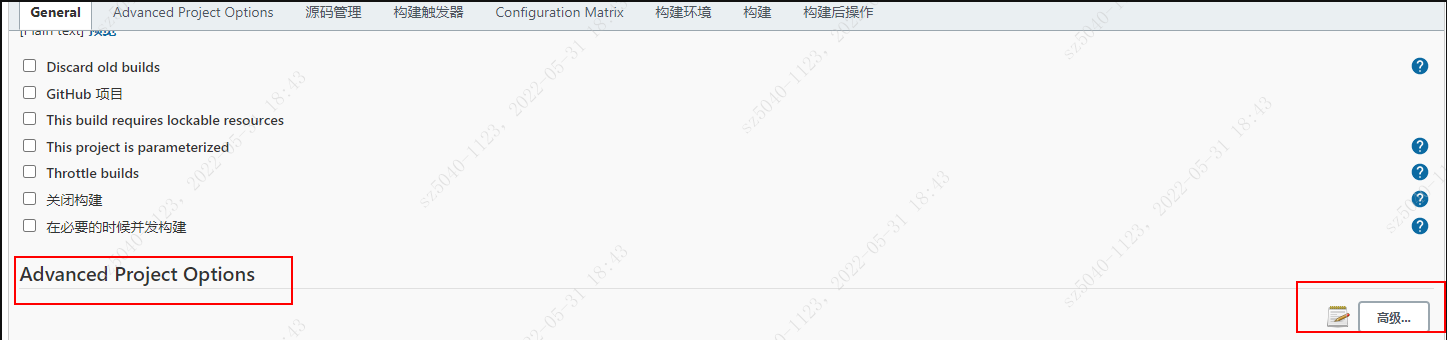 General Advanced Project Options 源码管理 构建触发器 Configuration Matrix 构建环境 构建 构建后操作
[Plain text] 预览
Discard old builds
GitHub 项目
This build requires lockable resources
This project is parameterized
Throttle builds
关闭构建
在必要的时候并发构建
Advanced Project Options
高级...
sz5040-1123, 2022-05-31 18:43